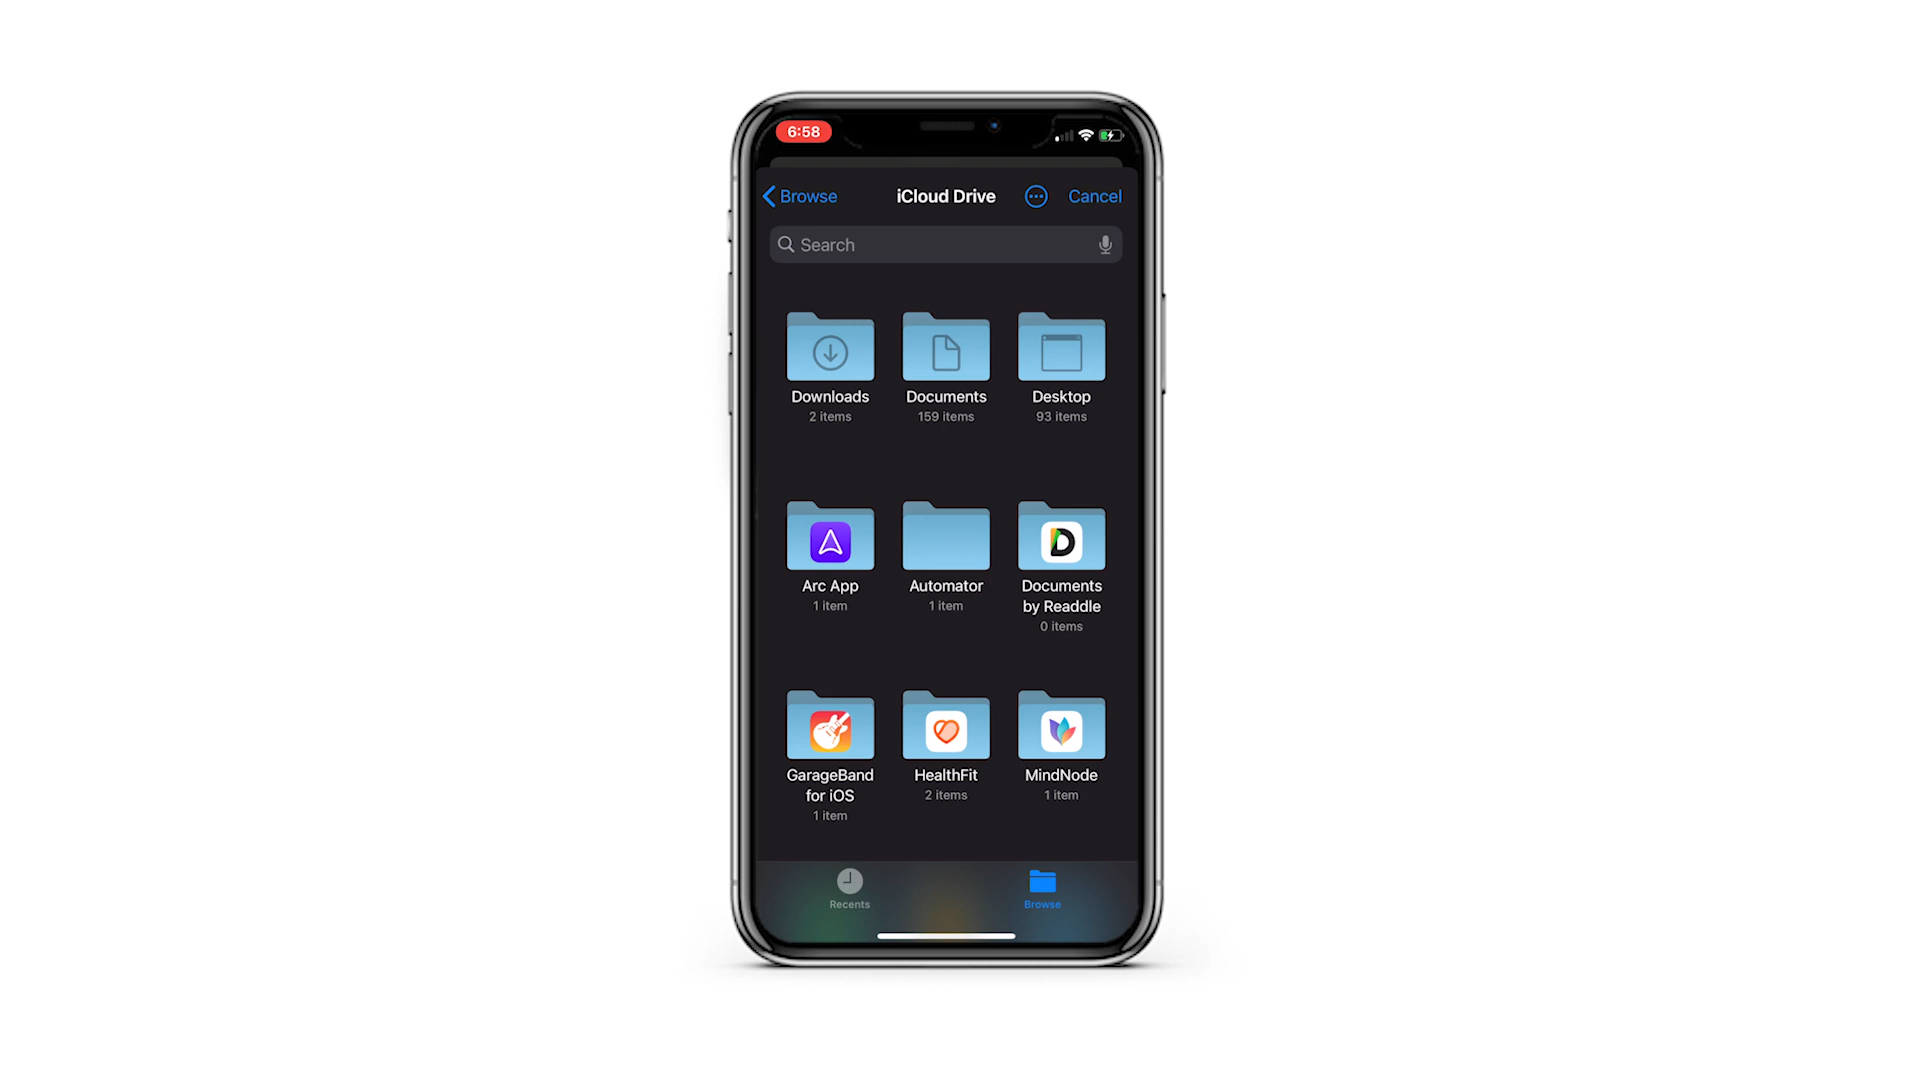 6:58
Browse
iCloud Drive
Cancel
Search
Downloads
2 items
Documents
159 items
Desktop
93 items
Arc App
1 item
Automator
1 item
Documents
by Readdle
0 items
GarageBand
for iOS
1 item
HealthFit
2 items
MindNode
1 item
Recents
Browse